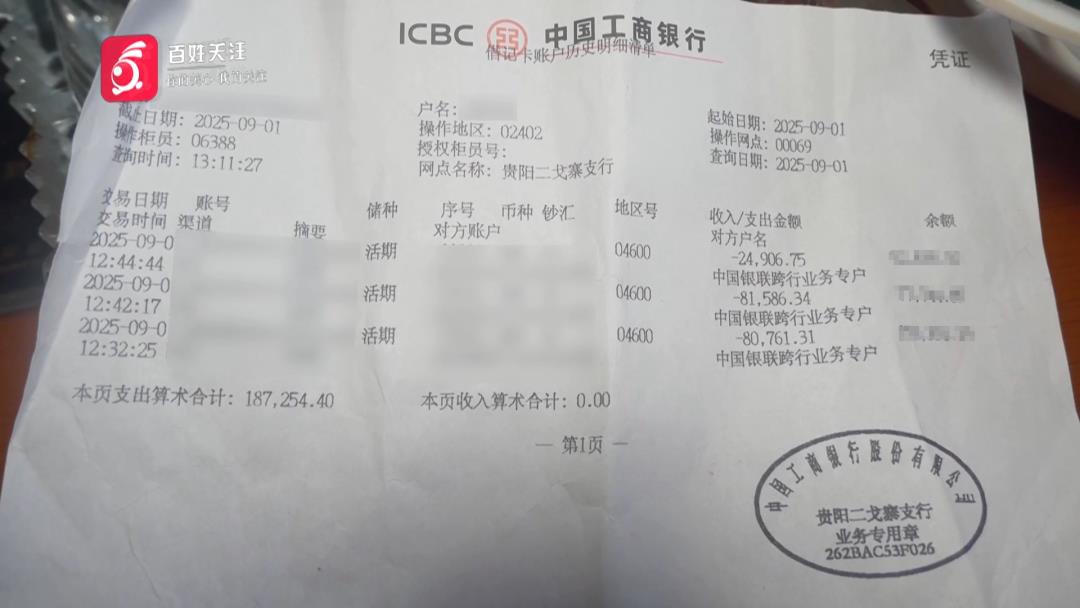 百姓关注
你的关心 我的关注
ICBC 中国工商银行
借记卡账户历史明细清单
凭证
截止日期：2025-09-01
户名：
起始日期：2025-09-01
操作柜员：06388
操作地区：02402
操作网点：00069
查询时间：13:11:27
授权柜员号：
查询日期：2025-09-01
网点名称：贵阳二戈寨支行
交易日期 账号 储种 序号 币种 钞汇 地区号 收入/支出金额 余额
交易时间 渠道 摘要 对方账户 对方户名
2025-09-0 活期 04600 -24,906.75
12:44:44 中国银联跨行业务专户
2025-09-0 活期 04600 -81,586.34
12:42:17 中国银联跨行业务专户
2025-09-0 活期 04600 -80,761.31
12:32:25 中国银联跨行业务专户
本页支出算术合计：187,254.40 本页收入算术合计：0.00
— 第1页 —
中国工商银行股份有限公司
贵阳二戈寨支行
业务专用章
262BAC53F026